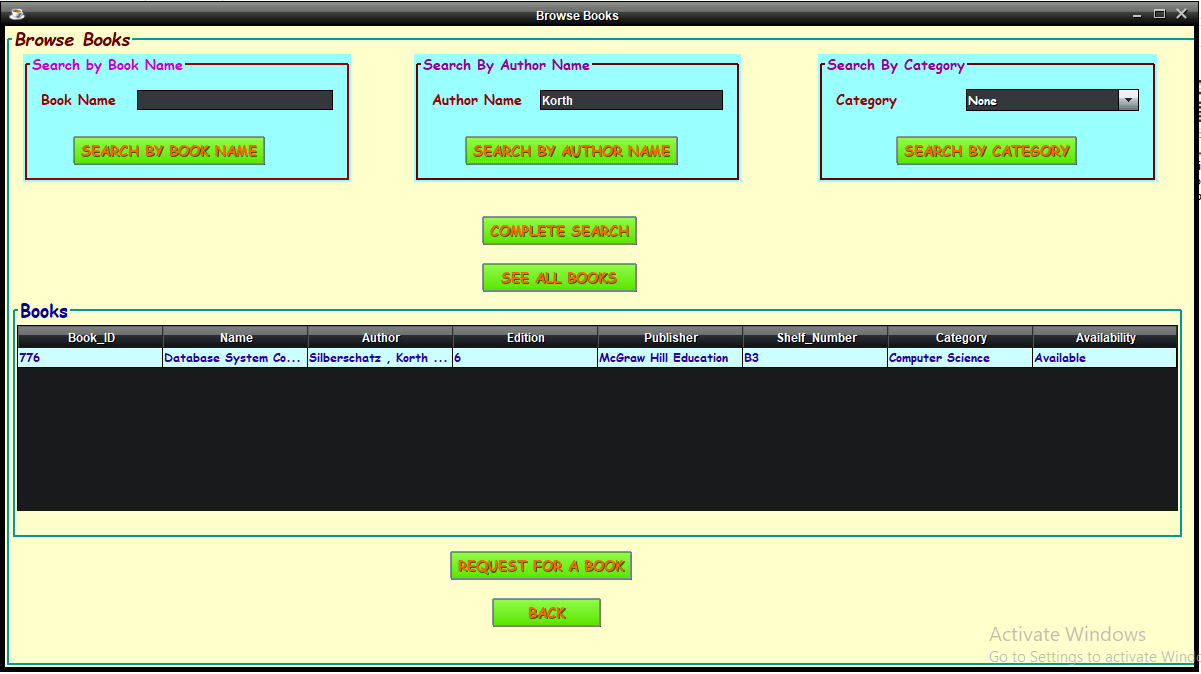 Browse Books
Browse Books
Search by Book Name
Book Name
SEARCH BY BOOK NAME
Search By Author Name
Author Name Korth
SEARCH BY AUTHOR NAME
Search By Category
Category None
SEARCH BY CATEGORY
COMPLETE SEARCH
SEE ALL BOOKS
Books
Book_ID Name Author Edition Publisher Shelf_Number Category Availability
776 Database System Co... Silberschatz , Korth ... 6 McGraw Hill Education B3 Computer Science Available
REQUEST FOR A BOOK
BACK
Activate Windows
Go to Settings to activate Windo